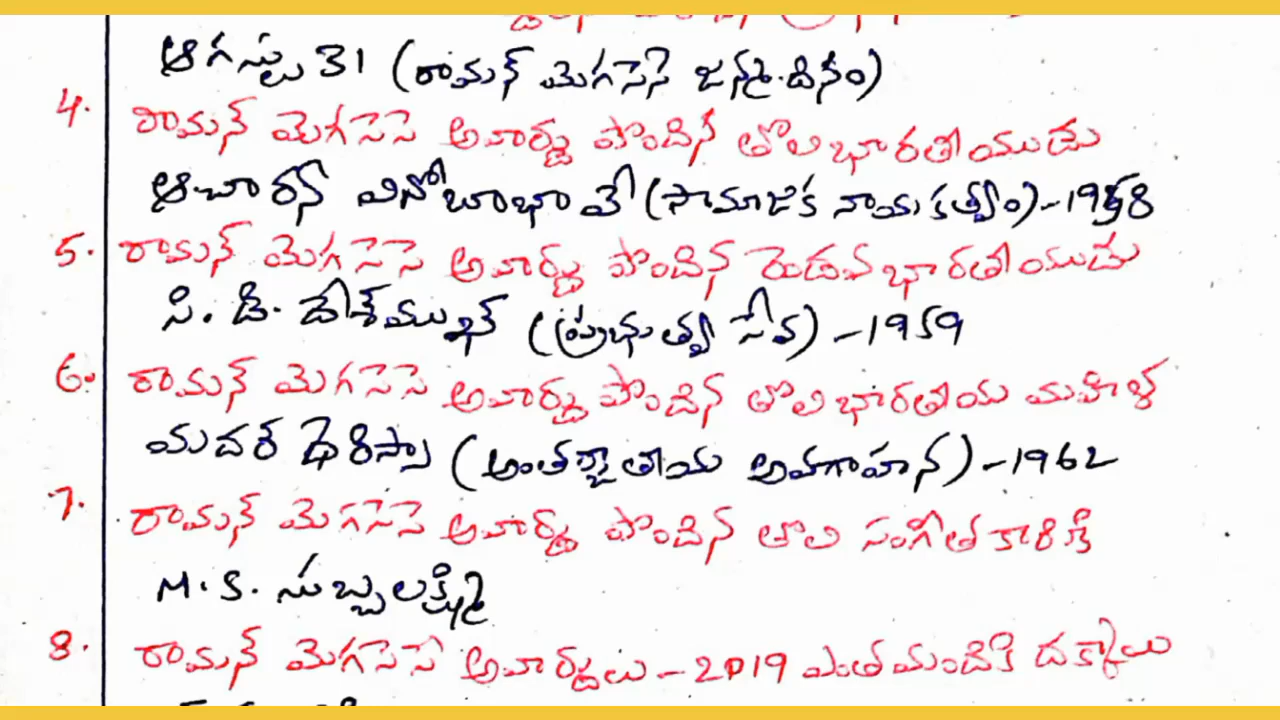 ఆగస్టు 31 (రామన్ మెగసెసె జన్మదినం)
4. రామన్ మెగసెసె అవార్డు పొందిన తొలి భారతీయుడు
ఆచారన్ వినోబాభావే (సామాజిక నాయకత్వం) - 1958
5. రామన్ మెగసెసె అవార్డు పొందిన రెండవ భారతీయుడు
సి. డి. దేశ్‌ముఖ్ (ప్రభుత్వ సేవ) - 1959
6. రామన్ మెగసెసె అవార్డు పొందిన తొలి భారతీయ మహిళ
మదర్ థెరిస్సా (అంతర్జాతీయ అవగాహన) - 1962
7. రామన్ మెగసెసె అవార్డు పొందిన తొలి సంగీతకారిణి
M. S. సుబ్బలక్ష్మి
8. రామన్ మెగసెసే అవార్డులు - 2019 ఎంతమందికి దక్కాయి